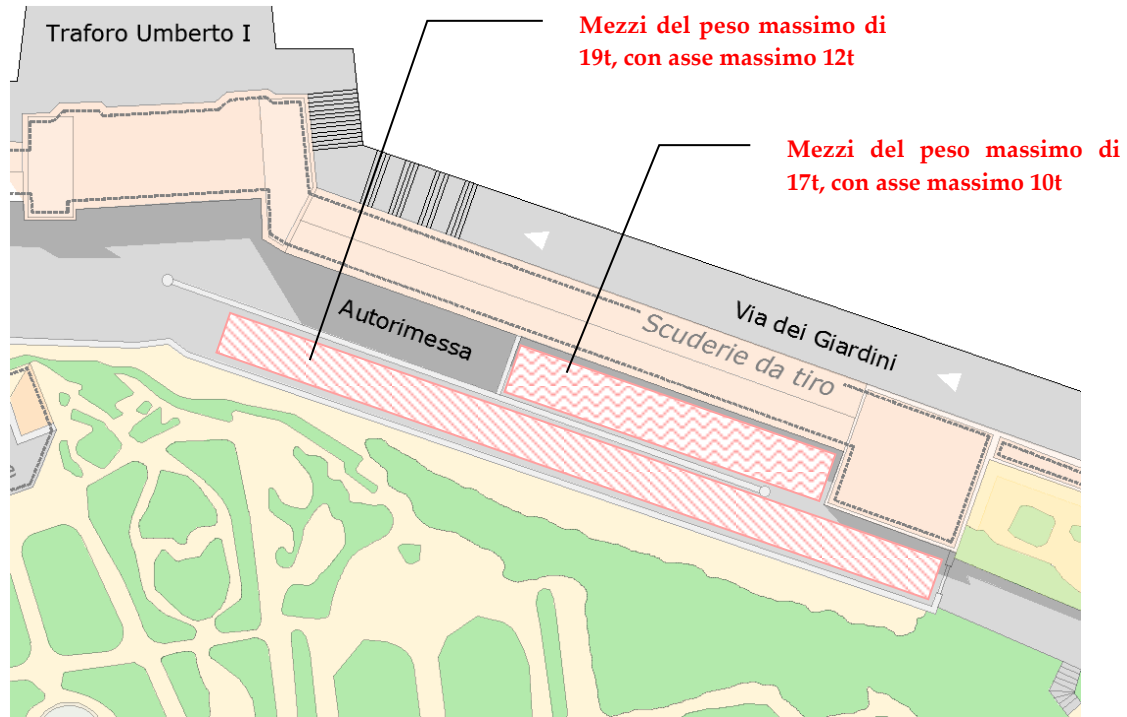 Traforo Umberto I
Mezzi del peso massimo di
19t, con asse massimo 12t
Mezzi del peso massimo di
17t, con asse massimo 10t
Via dei Giardini
Autorimessa
Scuderie da tiro
e